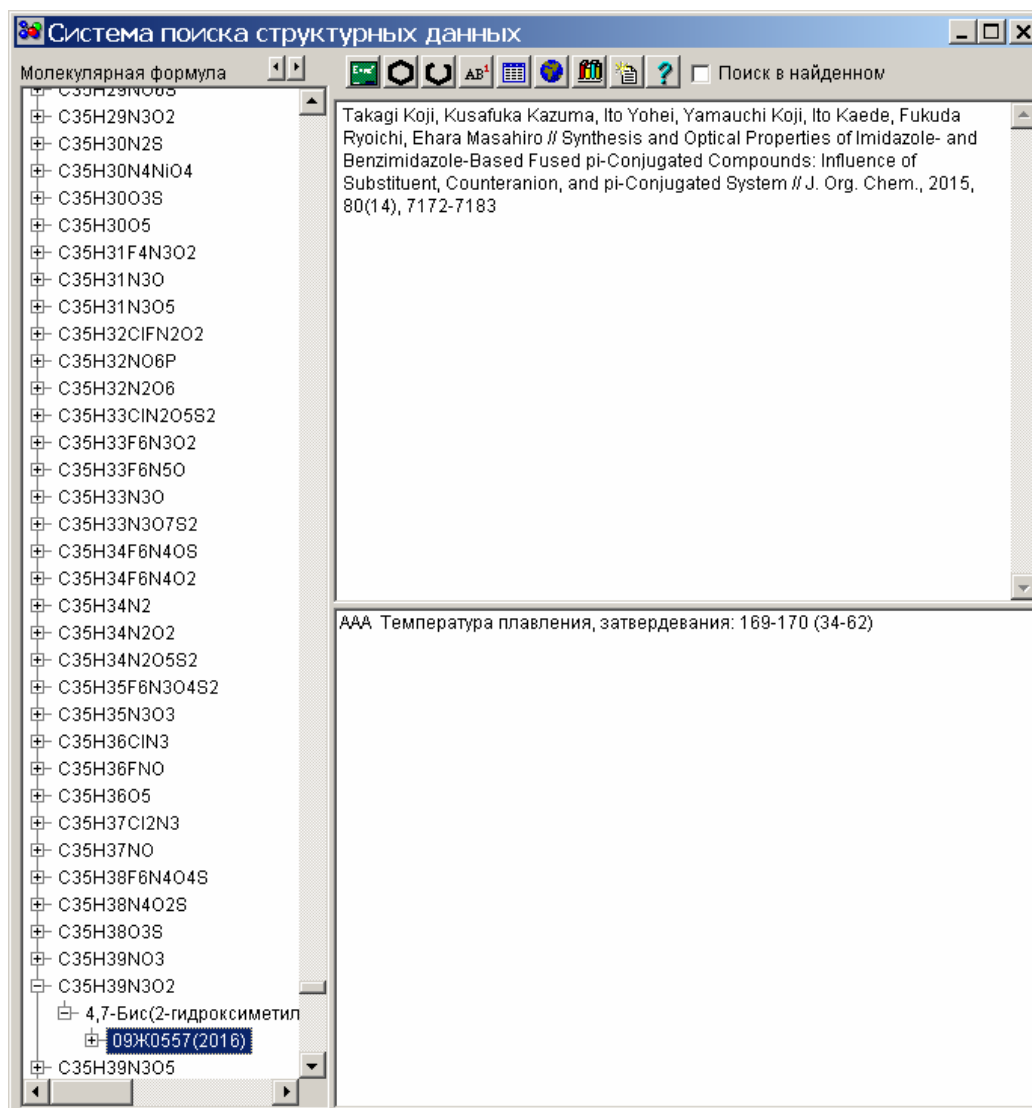 Система поиска структурных данных
Молекулярная формула
AB¹
?
Поиск в найденном
C35H29NO6S
C35H29N3O2
C35H30N2S
C35H30N4NiO4
C35H30O3S
C35H30O5
C35H31F4N3O2
C35H31N3O
C35H31N3O5
C35H32ClFN2O2
C35H32NO6P
C35H32N2O6
C35H33ClN2O5S2
C35H33F6N3O2
C35H33F6N5O
C35H33N3O
C35H33N3O7S2
C35H34F6N4OS
C35H34F6N4O2
C35H34N2
C35H34N2O2
C35H34N2O5S2
C35H35F6N3O4S2
C35H35N3O3
C35H36ClN3
C35H36FNO
C35H36O5
C35H37Cl2N3
C35H37NO
C35H38F6N4O4S
C35H38N4O2S
C35H38O3S
C35H39NO3
C35H39N3O2
4,7-Бис(2-гидроксиметил
09Ж0557(2016)
C35H39N3O5
Takagi Koji, Kusafuka Kazuma, Ito Yohei, Yamauchi Koji, Ito Kaede, Fukuda
Ryoichi, Ehara Masahiro // Synthesis and Optical Properties of Imidazole- and
Benzimidazole-Based Fused pi-Conjugated Compounds: Influence of
Substituent, Counteranion, and pi-Conjugated System // J. Org. Chem., 2015,
80(14), 7172-7183
AAA Температура плавления, затвердевания: 169-170 (34-62)